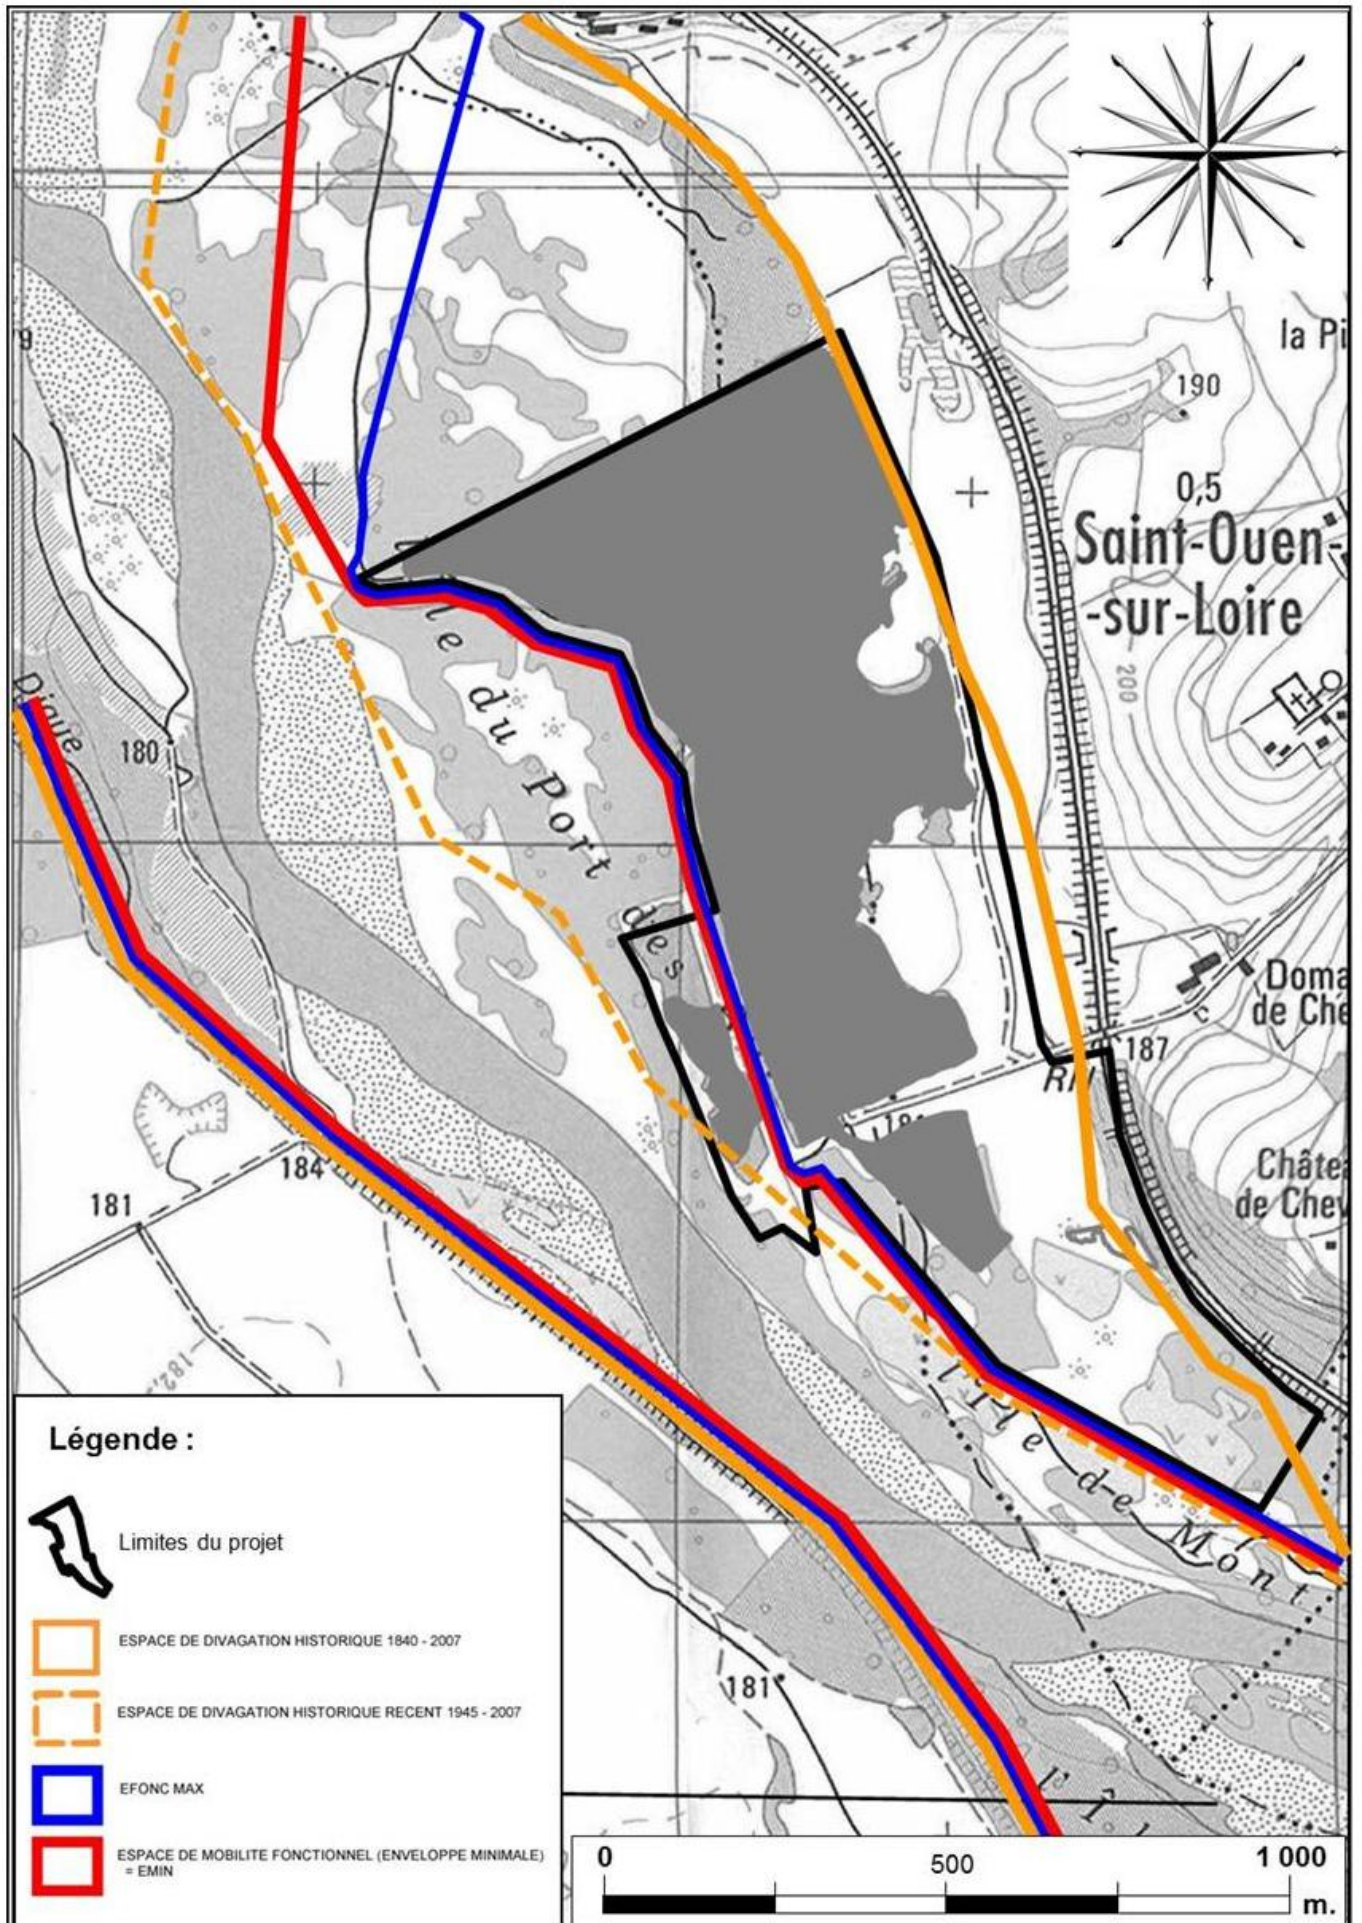 la Pi
190
0,5
Saint-Ouen-
-sur-Loire
200
Digue
180
l'Ile du Port des
Doma
de Che
187
RN
184
181
Châte
de Chev
182,
l'Ile de Mont
181
l'Îl
Légende :
Limites du projet
ESPACE DE DIVAGATION HISTORIQUE 1840 - 2007
ESPACE DE DIVAGATION HISTORIQUE RECENT 1945 - 2007
EFONC MAX
ESPACE DE MOBILITE FONCTIONNEL (ENVELOPPE MINIMALE)
= EMIN
0 500 1 000
m.